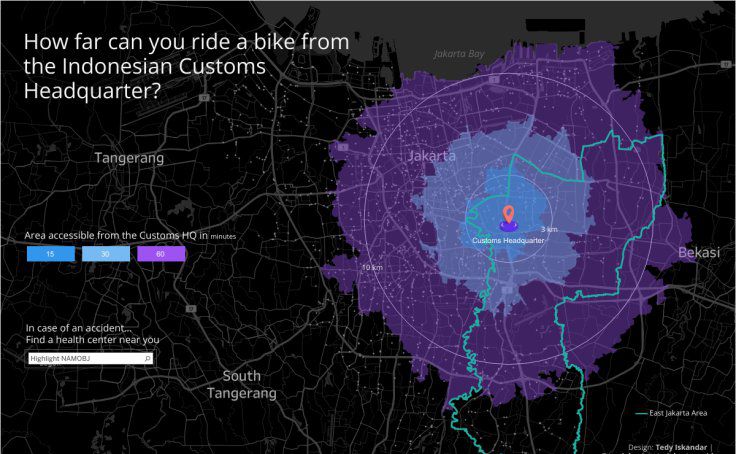 How far can you ride a bike from
the Indonesian Customs
Headquarter?
Jakarta Bay
Tangerang
Jakarta
Area accessible from the Customs HQ in minutes
15 30 60
3 km
Customs Headquarter
Bekasi
10 km
In case of an accident...
Find a health center near you
Highlight NAMOBJ
South
Tangerang
East Jakarta Area
Design: Tedy Iskandar |